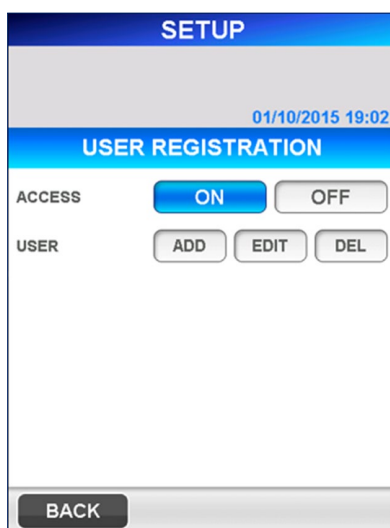 SETUP
01/10/2015 19:02
USER REGISTRATION
ACCESS ON OFF
USER ADD EDIT DEL
BACK